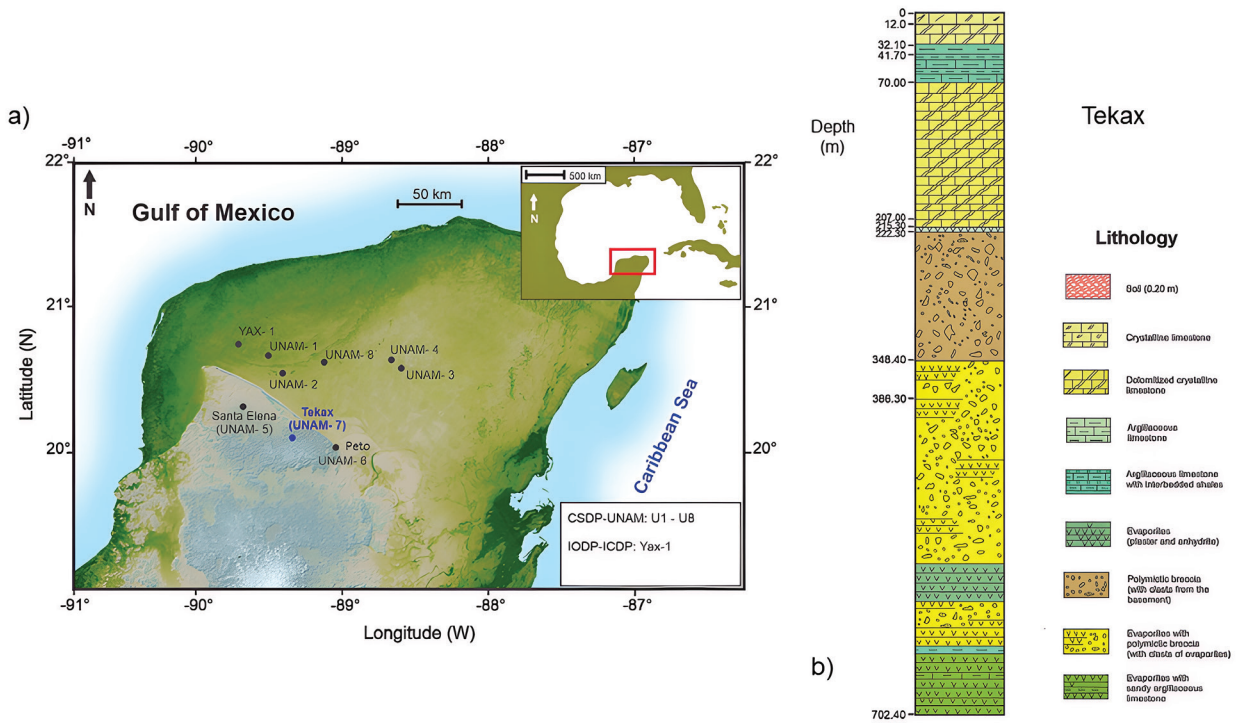 a)
-91°
-90°
-89°
-88°
-87°
22°
22°
21°
21°
20°
20°
-91°
-90°
-89°
-88°
-87°
Latitude (N)
Longitude (W)
N
Gulf of Mexico
50 km
500 km
N
YAX- 1
UNAM- 1
UNAM- 8
UNAM- 4
UNAM- 3
UNAM- 2
Santa Elena
(UNAM- 5)
Tekax
(UNAM- 7)
Peto
UNAM- 6
Caribbean Sea
CSDP-UNAM: U1 - U8
IODP-ICDP: Yax-1
b)
Depth
(m)
0
12.0
32.10
41.70
70.00
207.00
215.30
222.30
348.40
386.30
702.40
Tekax
Lithology
Soil (0.20 m)
Crystalline limestone
Dolomitized crystalline
limestone
Argillaceous
limestone
Argillaceous limestone
with interbedded shales
Evaporites
(plaster and anhydrite)
Polymictic breccia
(with clasts from the
basement)
Evaporites with
polymictic breccia
(with clasts of evaporites)
Evaporites with
sandy argillaceous
limestone